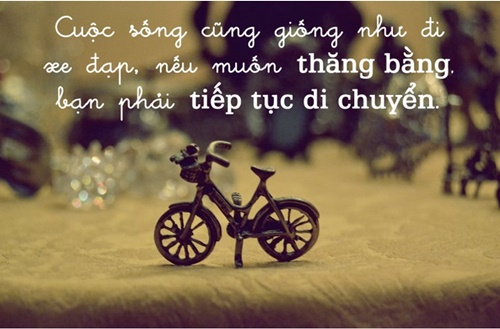 Cuộc sống cũng giống như đi
xe đạp, nếu muốn thăng bằng,
bạn phải tiếp tục di chuyển.